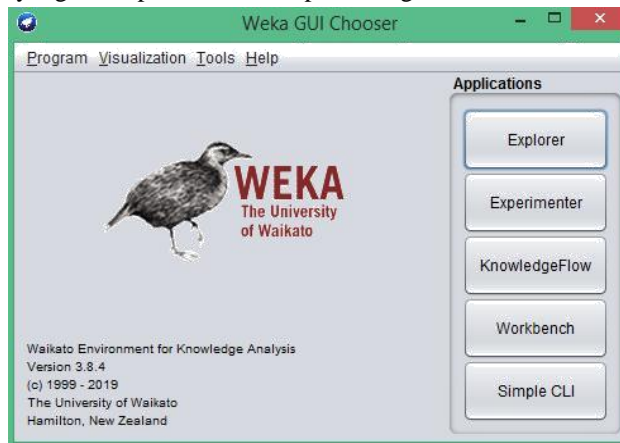 Weka GUI Chooser
Program Visualization Tools Help
Applications
Explorer
Experimenter
KnowledgeFlow
Workbench
Simple CLI
WEKA
The University
of Waikato
Waikato Environment for Knowledge Analysis
Version 3.8.4
(c) 1999 - 2019
The University of Waikato
Hamilton, New Zealand